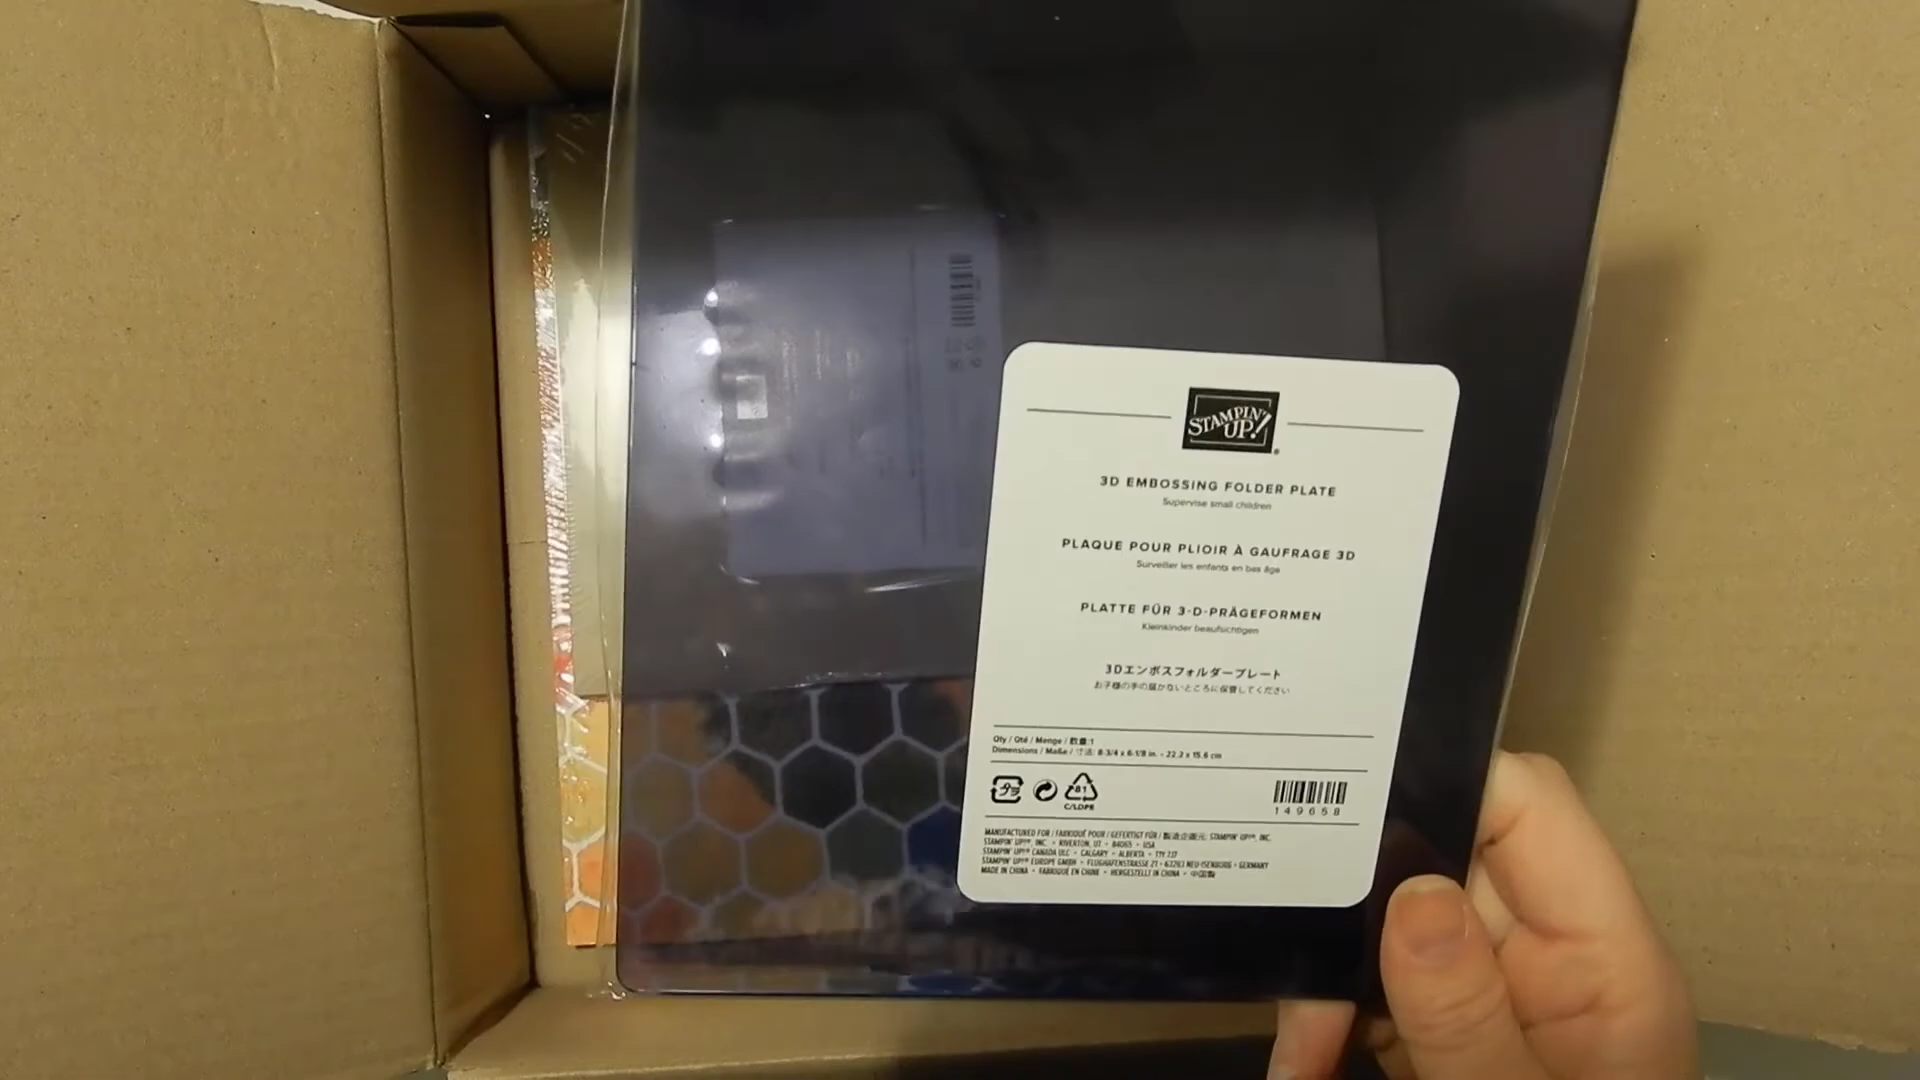 STAMPIN' UP!
3D EMBOSSING FOLDER PLATE
Supervise small children
PLAQUE POUR PLIOIR À GAUFRAGE 3D
Surveiller les enfants en bas âge
PLATTE FÜR 3-D-PRÄGEFORMEN
Kleinkinder beaufsichtigen
3Dエンボスフォルダープレート
お子様の手の届かないところに保管してください
Qty / Qté / Menge / 数量:1
Dimensions / Maße / 寸法: 8-3/4 x 6-1/8 in. - 22.2 x 15.6 cm
プラ
81
C/LDPE
149658
MANUFACTURED FOR / FABRIQUÉ POUR / GEFERTIGT FÜR / 製造企画元: STAMPIN' UP!®, INC.
STAMPIN' UP!®, INC. • RIVERTON, UT • 84065 • USA
STAMPIN' UP!® CANADA ULC • CALGARY • ALBERTA •
STAMPIN' UP!® EUROPE GMBH • FLUGHAFENSTRASSE 21 • 63263 NEU-ISENBURG • GERMANY
MADE IN CHINA • FABRIQUÉ EN CHINE • HERGESTELLT IN CHINA • 中国製